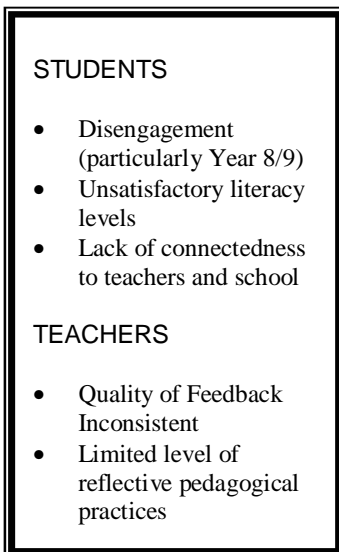 STUDENTS
• Disengagement
(particularly Year 8/9)
• Unsatisfactory literacy
levels
• Lack of connectedness
to teachers and school
TEACHERS
• Quality of Feedback
Inconsistent
• Limited level of
reflective pedagogical
practices